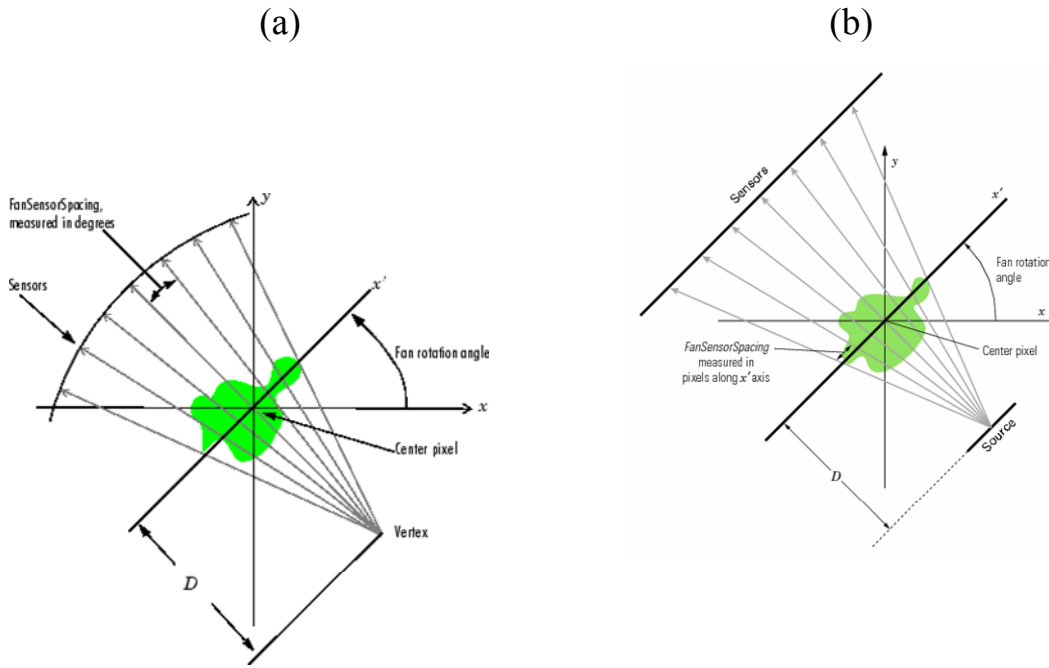 (a)
FanSensorSpacing,
measured in degrees
y
Sensors
x'
Fan rotation angle
x
Center pixel
Vertex
D
(b)
y
Sensors
x'
Fan rotation
angle
x
Center pixel
FanSensorSpacing
measured in
pixels along x' axis
Source
D